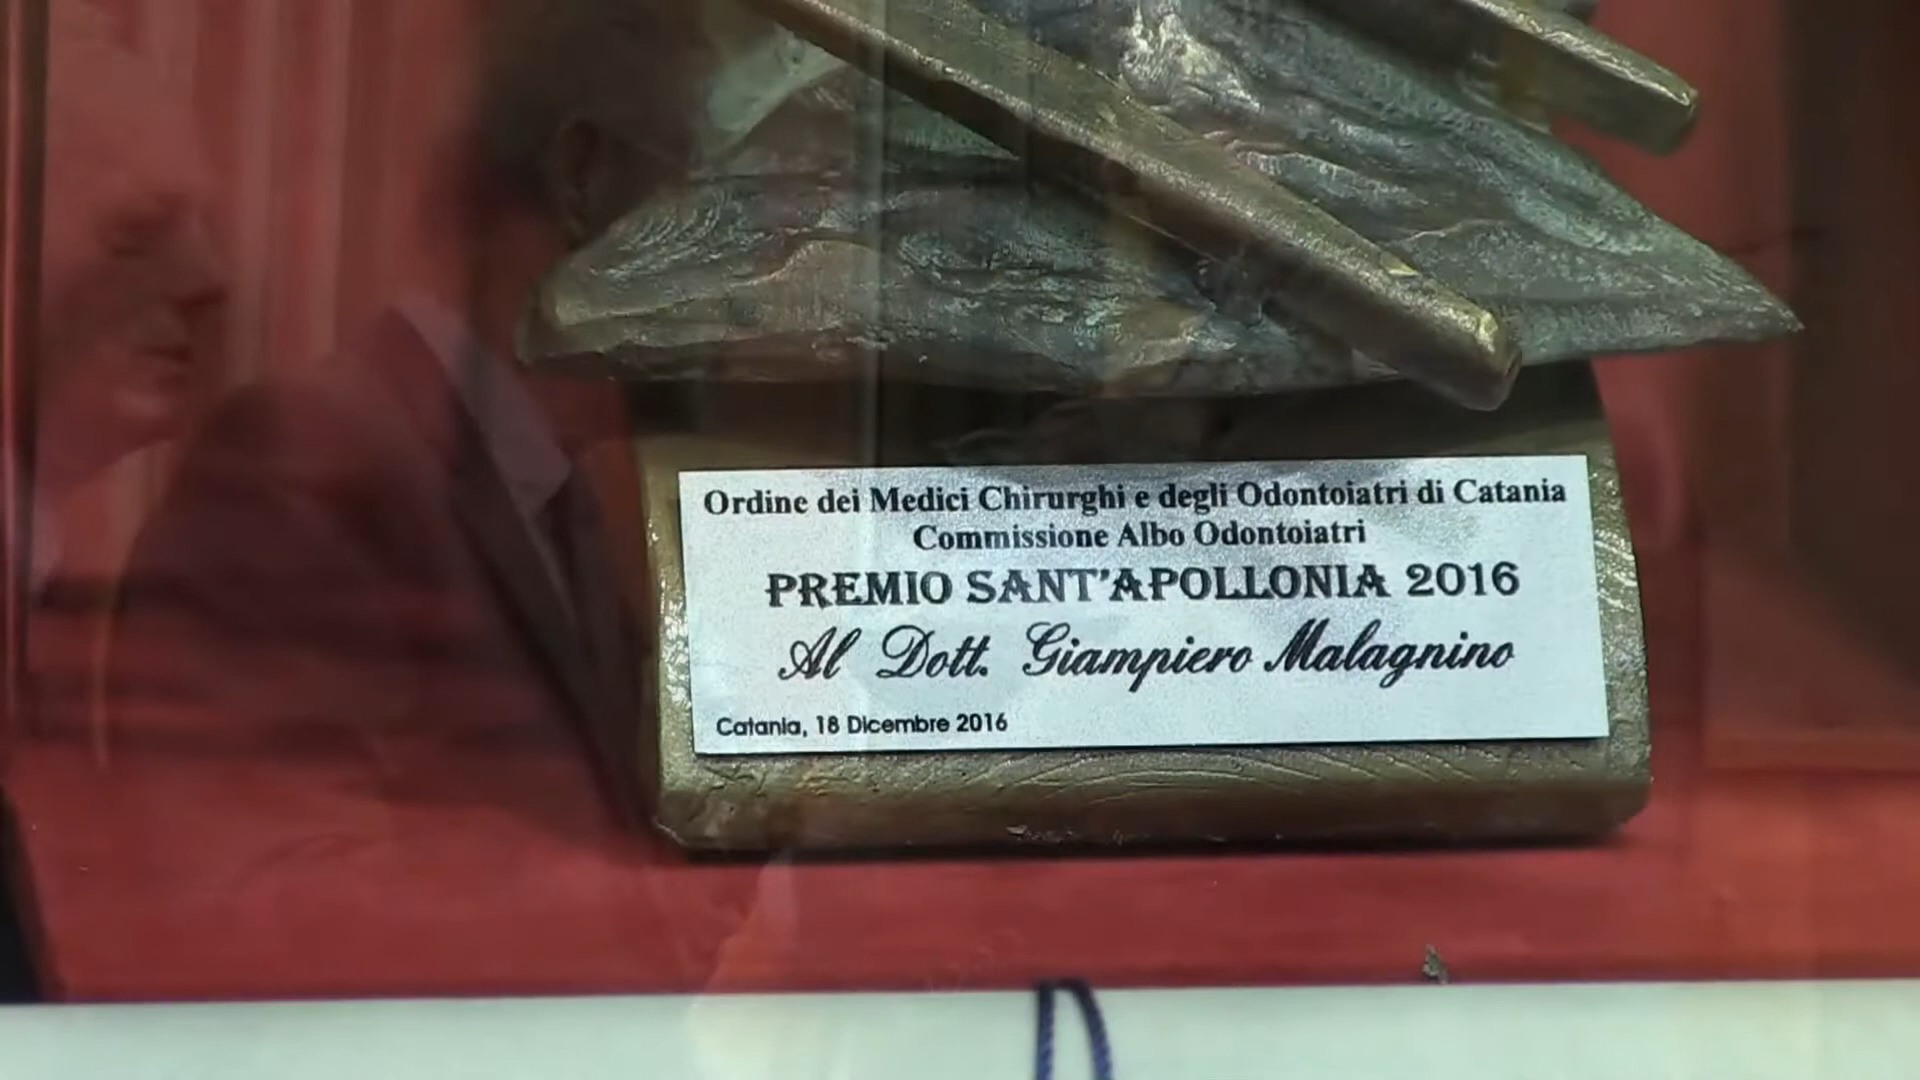 Ordine dei Medici Chirurghi e degli Odontoiatri di Catania
Commissione Albo Odontoiatri
PREMIO SANT'APOLLONIA 2016
Al Dott. Giampiero Malagnino
Catania, 18 Dicembre 2016